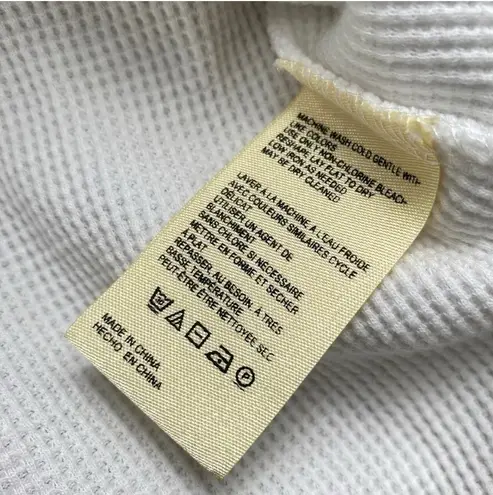 MACHINE WASH COLD GENTLE WITH
LIKE COLORS
USE ONLY NON-CHLORINE BLEACH
RESHAPE, LAY FLAT TO DRY
LOW IRON AS NEEDED
MAY BE DRY CLEANED
LAVER À LA MACHINE À L'EAU FROIDE
AVEC COULEURS SIMILAIRES CYCLE
DÉLICAT
UTILISER UN AGENT DE
BLANCHIMENT
SANS CHLORE SI NÉCESSAIRE
METTRE EN FORME ET SÉCHER
À PLAT
REPASSER, AU BESOIN, À TRÈS
BASSE TEMPÉRATURE
PEUT-ÊTRE ÊTRE NETTOYÉE SEC
MADE IN CHINA
HECHO EN CHINA